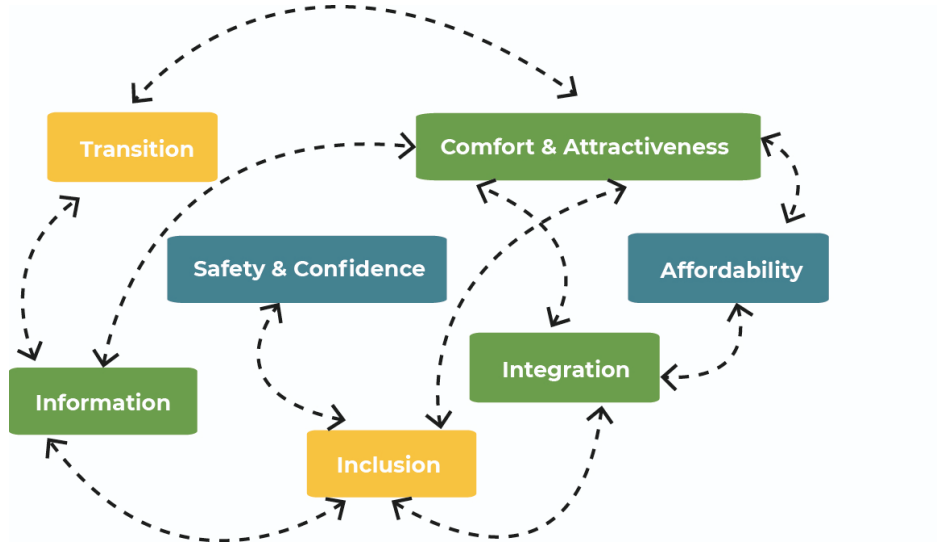 Transition
Comfort & Attractiveness
Safety & Confidence
Affordability
Integration
Information
Inclusion